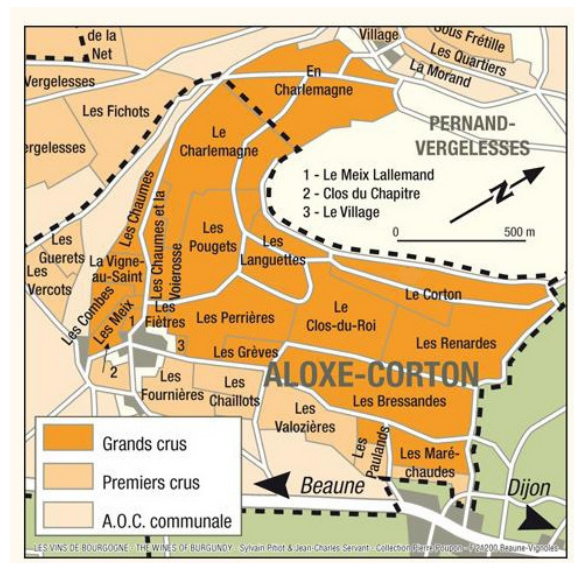 de la
Net
Village
Sous Frétille
Les Quartiers
La Morand
Vergelesses
En
Charlemagne
Les Fichots
ergelesses
Le
Charlemagne
PERNAND-
VERGELESSES
1 - Le Meix Lallemand
2 - Clos du Chapitre
3 - Le Village
N
0
500 m
Les Chaumes
Les Chaumes et la
Voierosse
Les
Pougets
Les
Languettes
Les
Guerets
La Vigne-
au-Saint
Les
Vercots
Les Combes
Les Meix
1
Les
Fiètres
3
2
Les Perrières
Le
Clos-du-Roi
Le Corton
Les Renardes
Les Grèves
ALOXE-CORTON
Les
Fournières
Les
Chaillots
Les Bressandes
Les
Valozières
Les
Paulands
Les Maré-
chaudes
Grands crus
Premiers crus
A.O.C. communale
Beaune
Dijon
LES VINS DE BOURGOGNE - THE WINES OF BURGUNDY - Sylvain Pitiot & Jean-Charles Servant - Collection Pierre Poupon - F 21200 Beaune-Vignoles